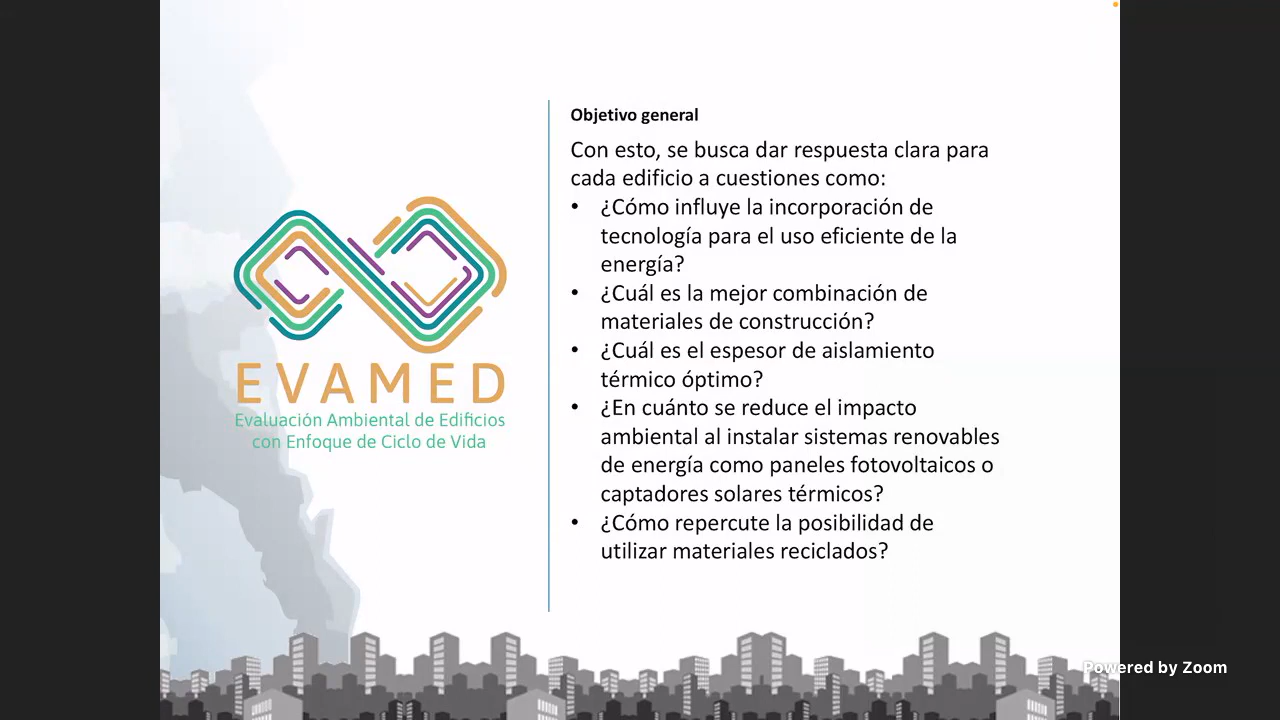 Objetivo general
Con esto, se busca dar respuesta clara para
cada edificio a cuestiones como:
• ¿Cómo influye la incorporación de
tecnología para el uso eficiente de la
energía?
• ¿Cuál es la mejor combinación de
materiales de construcción?
• ¿Cuál es el espesor de aislamiento
térmico óptimo?
• ¿En cuánto se reduce el impacto
ambiental al instalar sistemas renovables
de energía como paneles fotovoltaicos o
captadores solares térmicos?
• ¿Cómo repercute la posibilidad de
utilizar materiales reciclados?
EVAMED
Evaluación Ambiental de Edificios
con Enfoque de Ciclo de Vida
Powered by Zoom